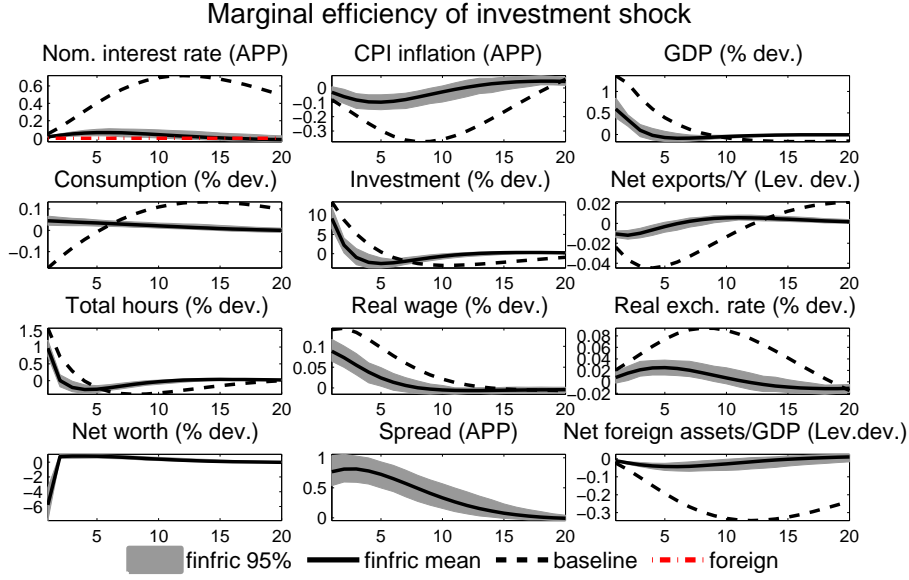 Marginal efficiency of investment shock
Nom. interest rate (APP)
0.6
0.4
0.2
0
5 10 15 20
CPI inflation (APP)
0
−0.1
−0.2
−0.3
5 10 15 20
GDP (% dev.)
1
0.5
0
5 10 15 20
Consumption (% dev.)
0.1
0
−0.1
5 10 15 20
Investment (% dev.)
10
5
0
5 10 15 20
Net exports/Y (Lev. dev.)
0.02
0
−0.02
−0.04
5 10 15 20
Total hours (% dev.)
1.5
1
0.5
0
5 10 15 20
Real wage (% dev.)
0.1
0.05
0
5 10 15 20
Real exch. rate (% dev.)
0.08
0.06
0.04
0.02
0
−0.02
5 10 15 20
Net worth (% dev.)
0
−2
−4
−6
5 10 15 20
Spread (APP)
1
0.5
0
5 10 15 20
Net foreign assets/GDP (Lev.dev.)
0
−0.1
−0.2
−0.3
5 10 15 20
finfric 95% finfric mean baseline foreign